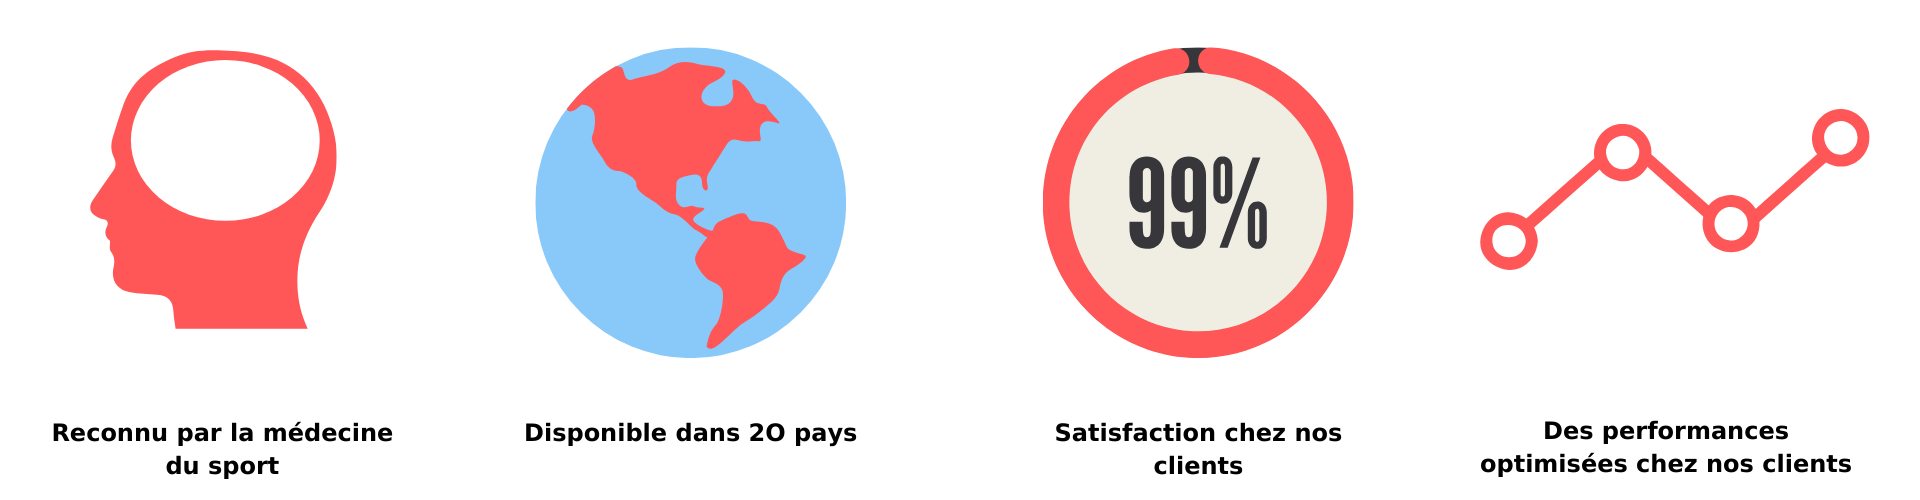 99%
Reconnu par la médecine
du sport
Disponible dans 2O pays
Satisfaction chez nos
clients
Des performances
optimisées chez nos clients